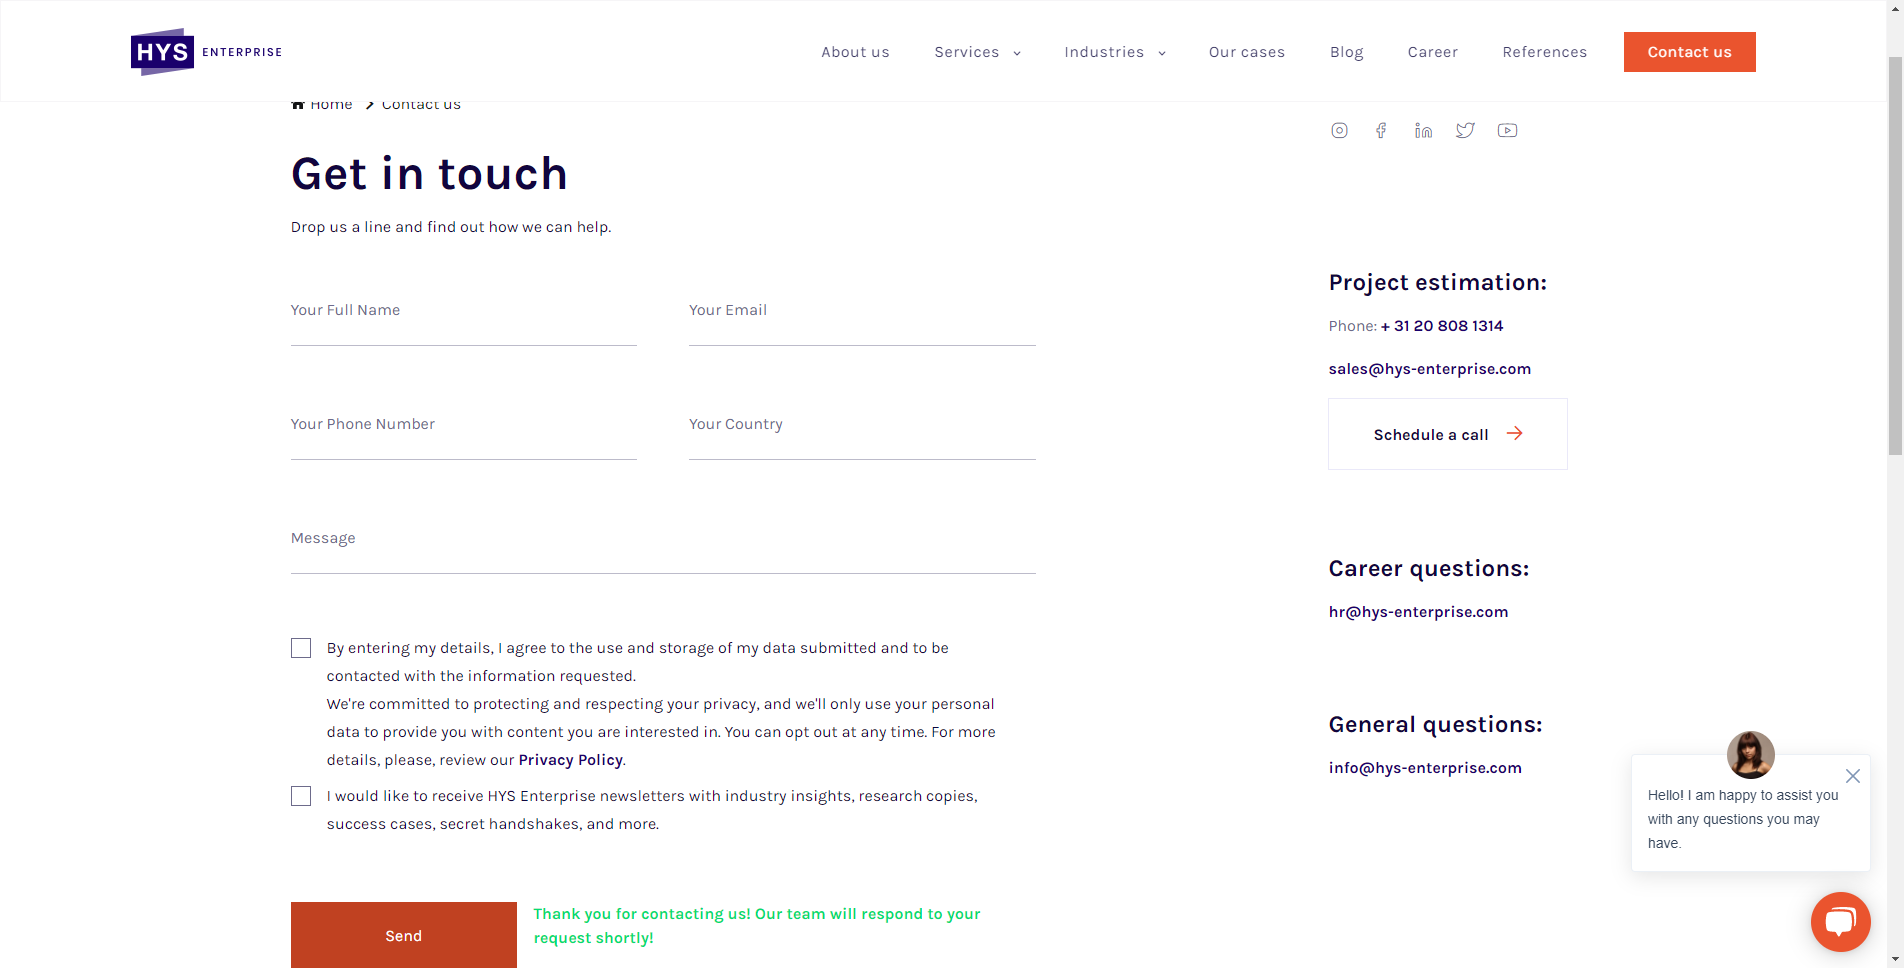 HYS ENTERPRISE
About us Services Industries Our cases Blog Career References Contact us
Home Contact us
Get in touch
Drop us a line and find out how we can help.
Your Full Name Your Email
Your Phone Number Your Country
Message
By entering my details, I agree to the use and storage of my data submitted and to be
contacted with the information requested.
We're committed to protecting and respecting your privacy, and we'll only use your personal
data to provide you with content you are interested in. You can opt out at any time. For more
details, please, review our Privacy Policy.
I would like to receive HYS Enterprise newsletters with industry insights, research copies,
success cases, secret handshakes, and more.
Send
Thank you for contacting us! Our team will respond to your
request shortly!
Project estimation:
Phone: + 31 20 808 1314
sales@hys-enterprise.com
Schedule a call
Career questions:
hr@hys-enterprise.com
General questions:
info@hys-enterprise.com
Hello! I am happy to assist you
with any questions you may
have.